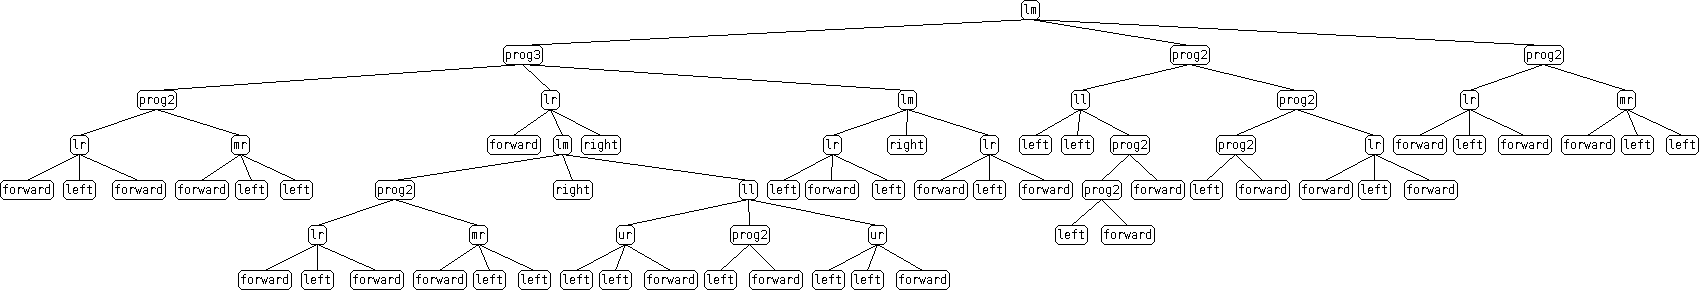 lm
prog3 prog2 prog2
prog2 lr lm ll prog2 lr mr
lr mr forward lm right lr right lr left left prog2 prog2 lr forward left forward forward left left
forward left forward forward left left prog2 right ll left forward left forward left forward prog2 forward left forward forward left forward
lr mr ur prog2 ur left forward
forward left forward forward left left left left forward left forward left left forward